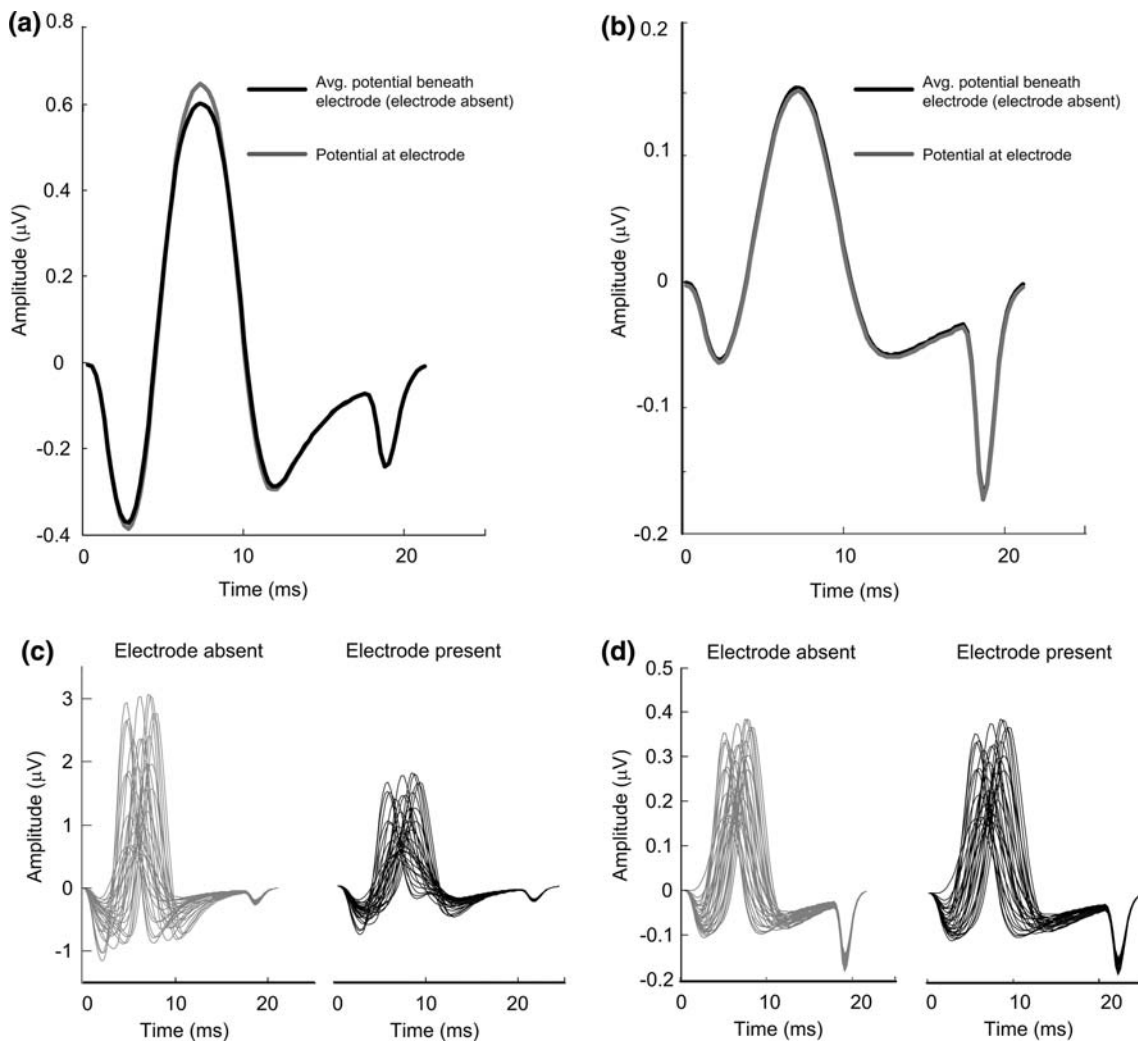 (a)
0.8
0.6
0.4
0.2
0
-0.2
-0.4
Amplitude (µV)
Avg. potential beneath
electrode (electrode absent)
Potential at electrode
0 10 20
Time (ms)
(b)
0.2
0.1
0
-0.1
-0.2
Amplitude (µV)
Avg. potential beneath
electrode (electrode absent)
Potential at electrode
0 10 20
Time (ms)
(c)
Electrode absent Electrode present
3
2
1
0
-1
Amplitude (µV)
0 10 20 0 10 20
Time (ms) Time (ms)
(d)
Electrode absent Electrode present
0.5
0.4
0.3
0.2
0.1
0
-0.1
-0.2
Amplitude (µV)
0 10 20 0 10 20
Time (ms) Time (ms)